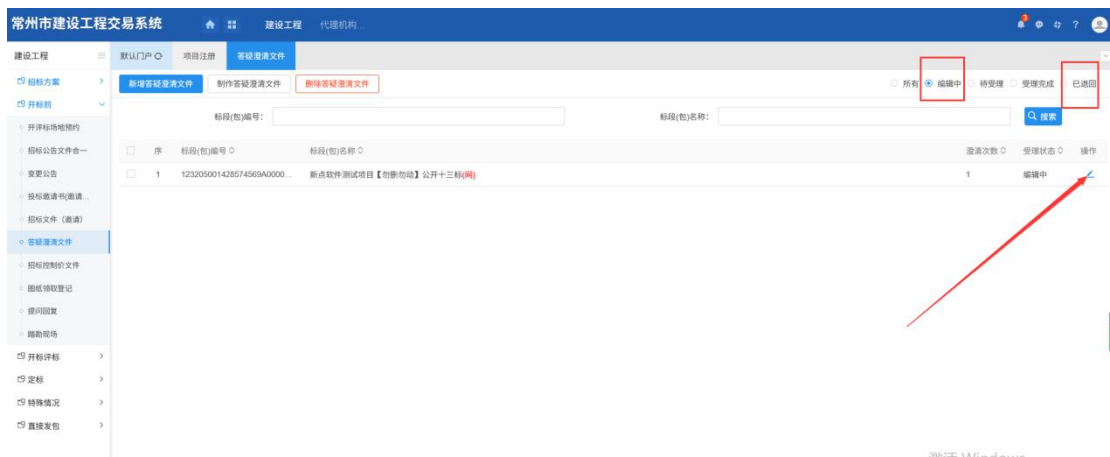 常州市建设工程交易系统 建设工程 代理机构... 3 ?
建设工程 默认门户 项目注册 答疑澄清文件
招标方案 新增答疑澄清文件 制作答疑澄清文件 删除答疑澄清文件 所有 编辑中 待受理 受理完成 已退回
开标前
开评标场地预约 标段(包)编号: 标段(包)名称: 搜索
招标公告文件合一 序 标段(包)编号 标段(包)名称 澄清次数 受理状态 操作
变更公告 1 123205001428574569A0000... 新点软件测试项目【勿删勿动】公开十三标(网) 1 编辑中
投标邀请书(邀请...
招标文件（邀请）
答疑澄清文件
招标控制价文件
图纸领取登记
提问回复
踏勘现场
开标评标
定标
特殊情况
直接发包
激活 Windows